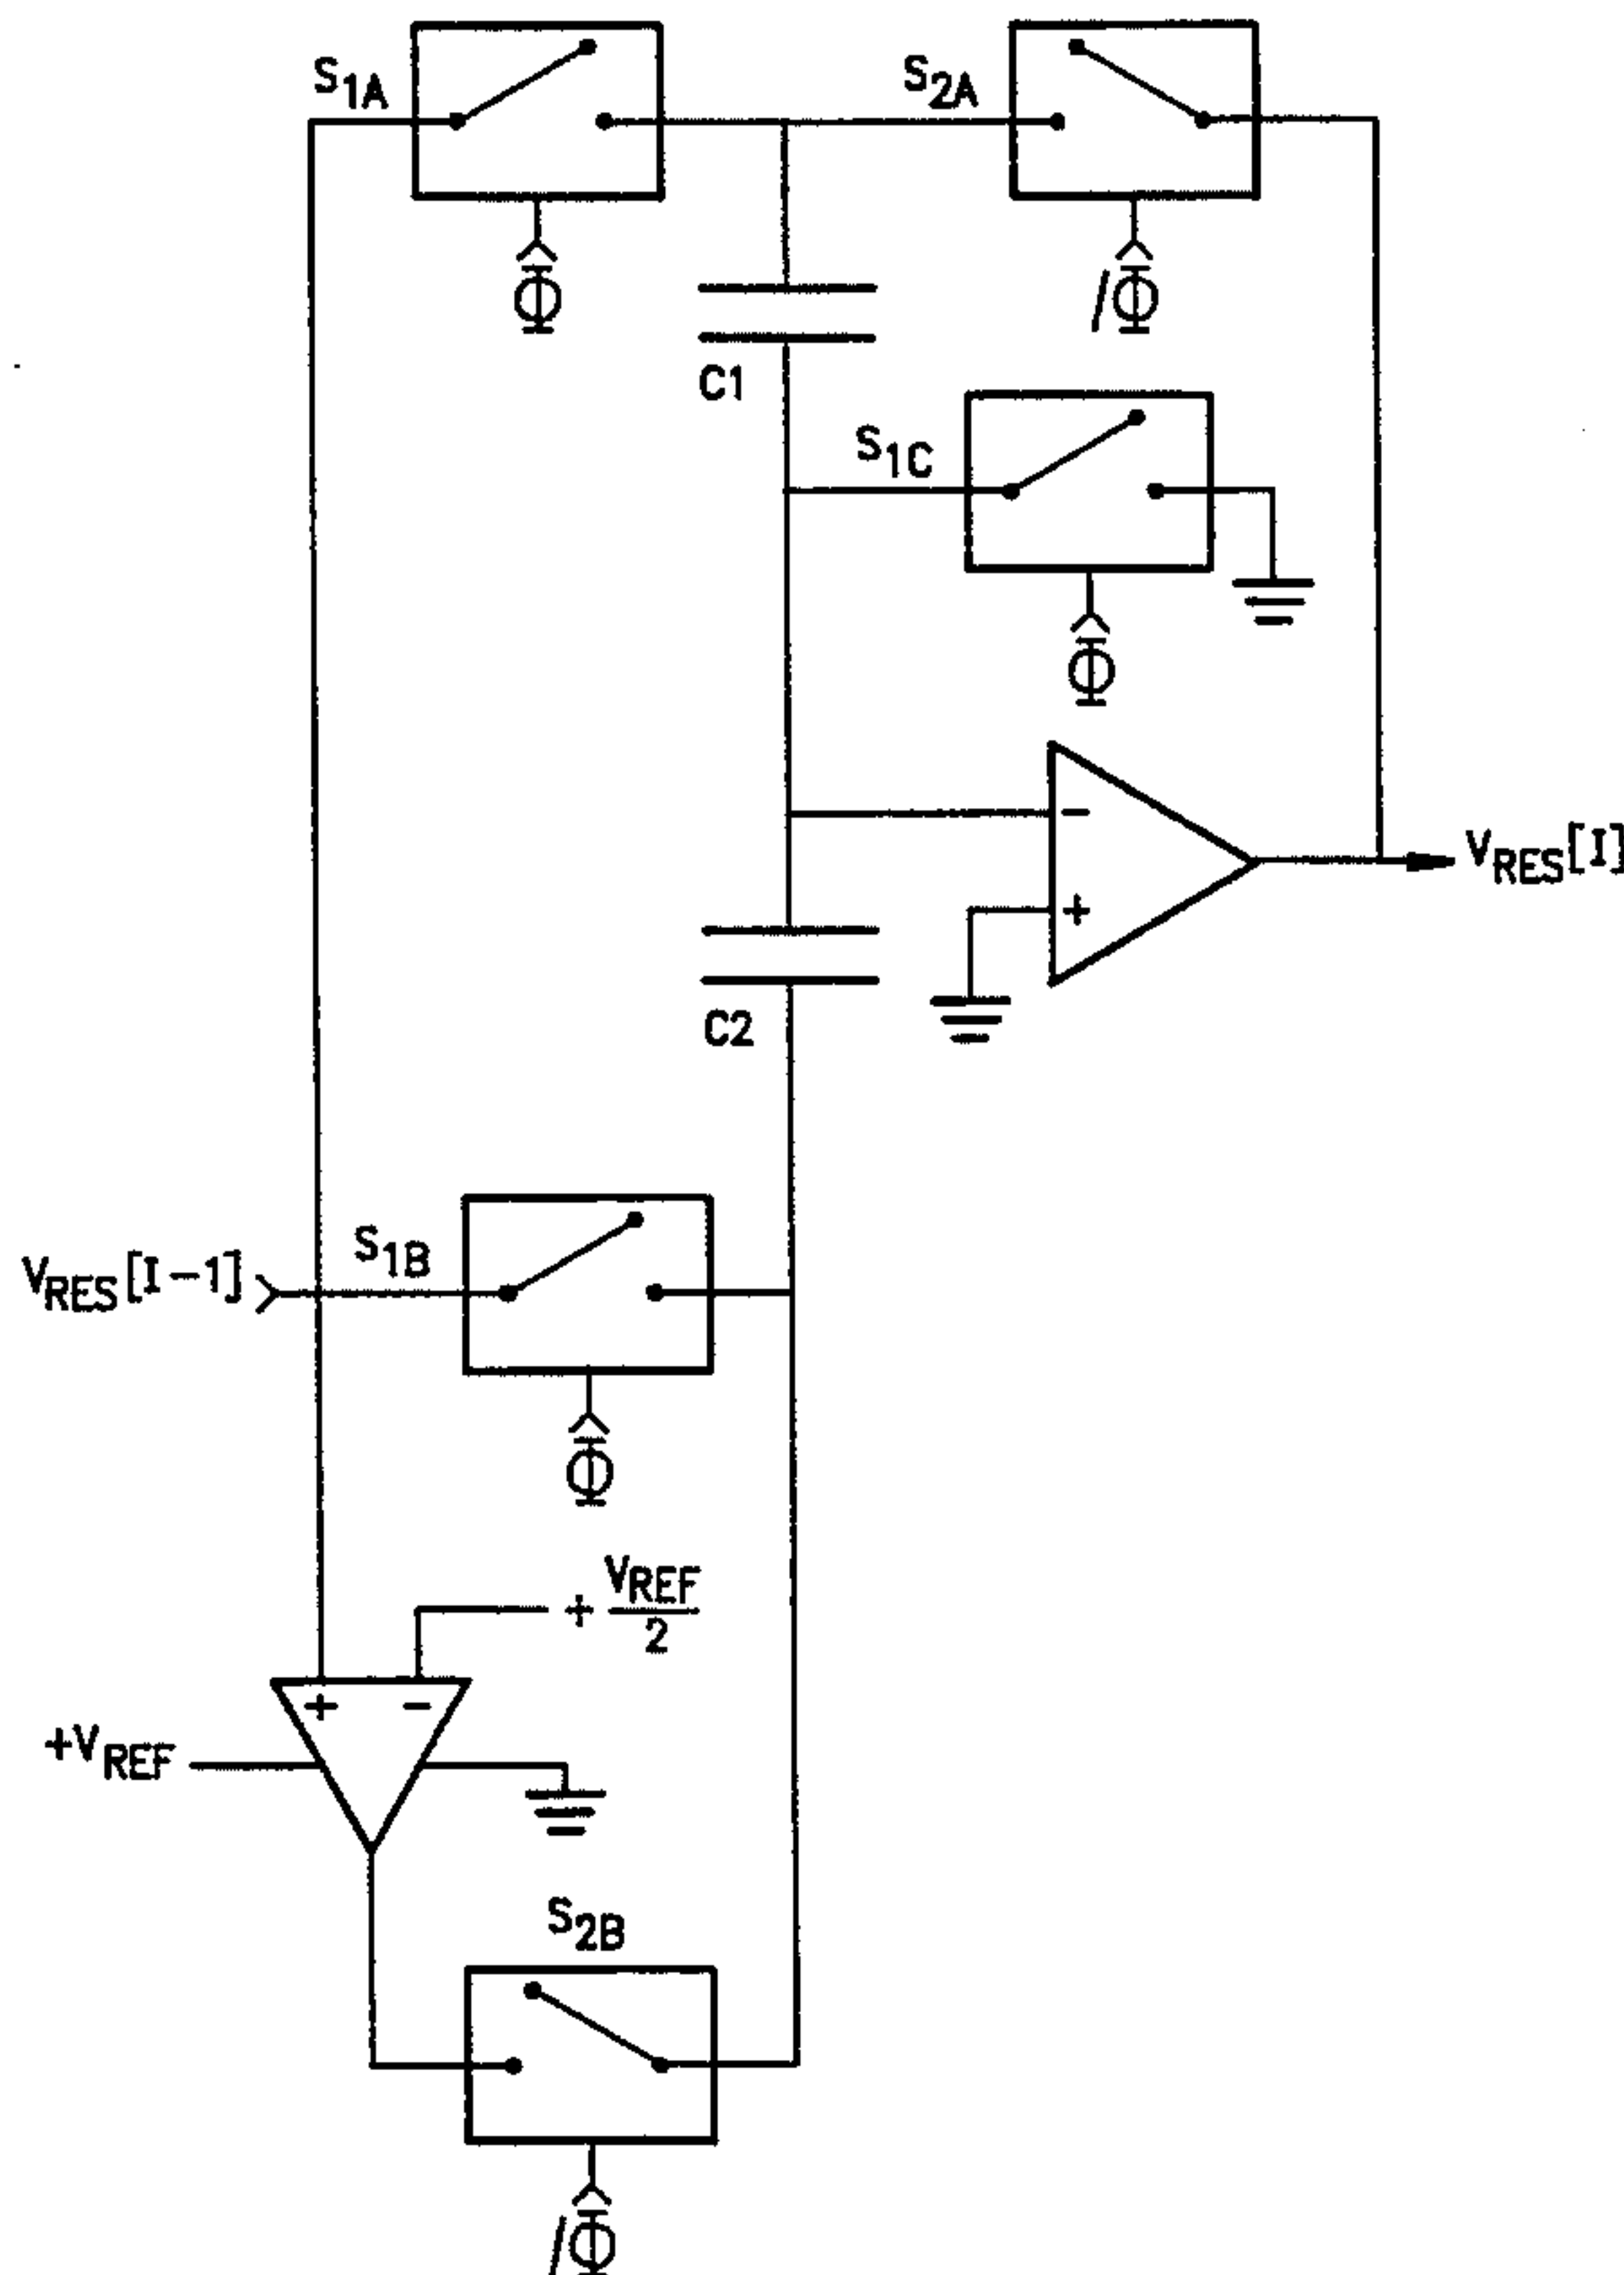 S1A
S2A
Φ
/Φ
C1
S1C
Φ
-
+
VRES[I]
C2
S1B
VRES[I-1]
Φ
+ VREF
2
+ -
+VREF
S2B
/Φ